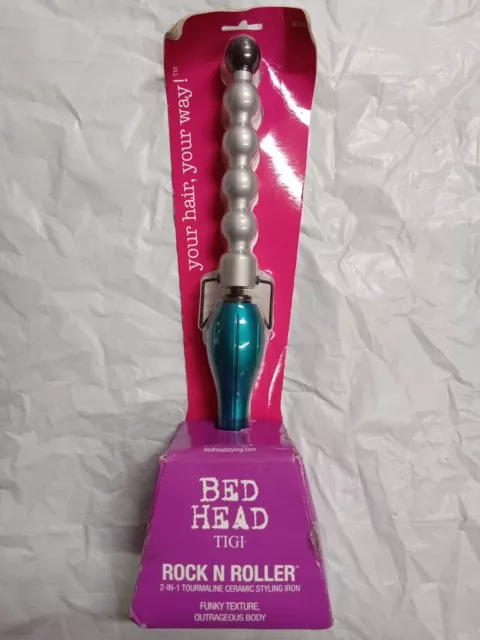 your hair, your way!™
bedheadstyling.com
BED
HEAD
TIGI
ROCK N ROLLER™
2-IN-1 TOURMALINE CERAMIC STYLING IRON
FUNKY TEXTURE,
OUTRAGEOUS BODY